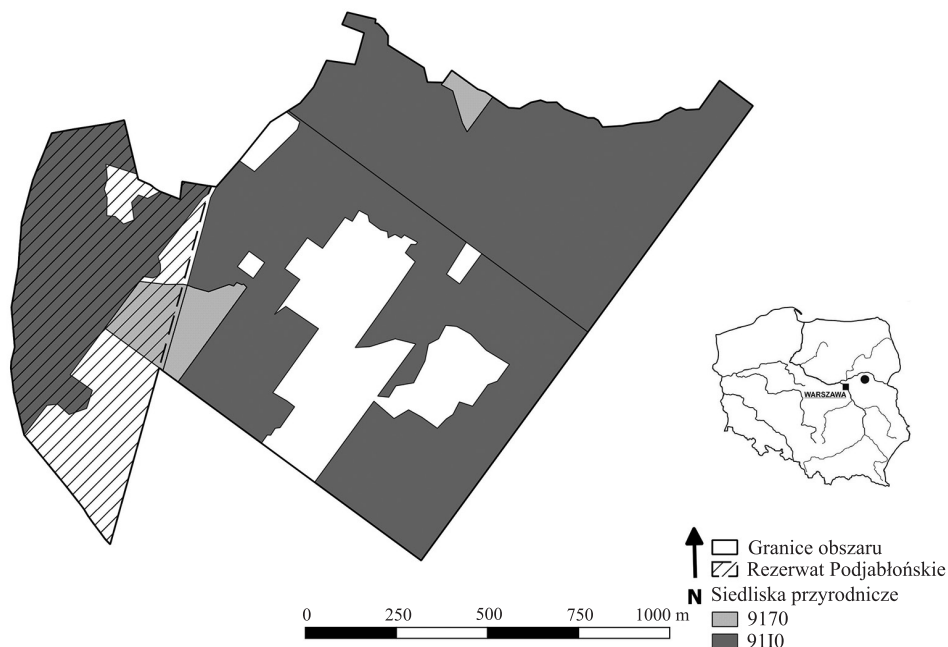 WARSZAWA
Granice obszaru
Rezerwat Podjabłońskie
N Siedliska przyrodnicze
9170
91I0
0 250 500 750 1000 m